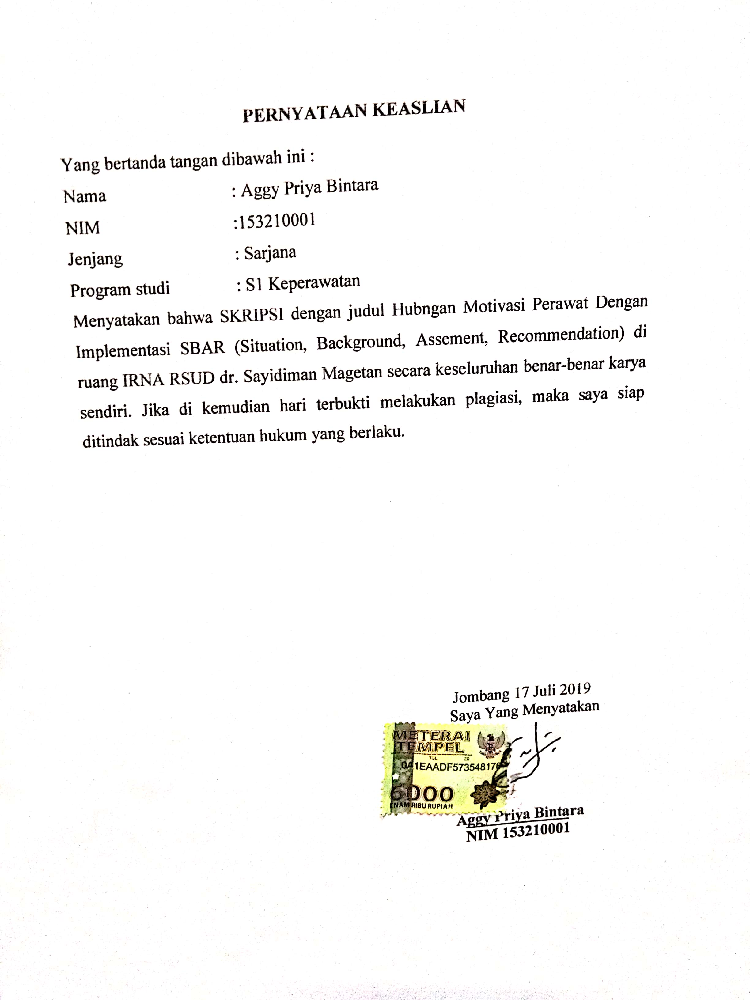 PERNYATAAN KEASLIAN
Yang bertanda tangan dibawah ini :
Nama : Aggy Priya Bintara
NIM :153210001
Jenjang : Sarjana
Program studi : S1 Keperawatan
Menyatakan bahwa SKRIPSI dengan judul Hubngan Motivasi Perawat Dengan
Implementasi SBAR (Situation, Background, Assement, Recommendation) di
ruang IRNA RSUD dr. Sayidiman Magetan secara keseluruhan benar-benar karya
sendiri. Jika di kemudian hari terbukti melakukan plagiasi, maka saya siap
ditindak sesuai ketentuan hukum yang berlaku.
Jombang 17 Juli 2019
Saya Yang Menyatakan
METERAI
TEMPEL
TGL 20
6000
ENAM RIBU RUPIAH
Aggy Priya Bintara
NIM 153210001